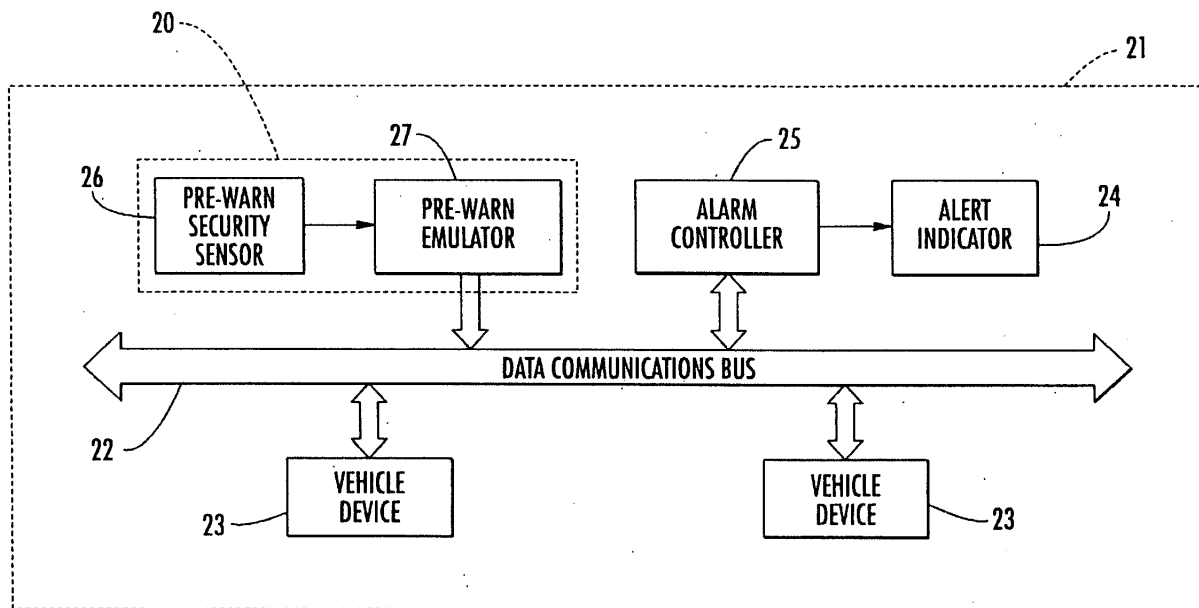 20
21
27
25
26
PRE-WARN
SECURITY
SENSOR
PRE-WARN
EMULATOR
ALARM
CONTROLLER
ALERT
INDICATOR
24
DATA COMMUNICATIONS BUS
22
VEHICLE
DEVICE
23
VEHICLE
DEVICE
23